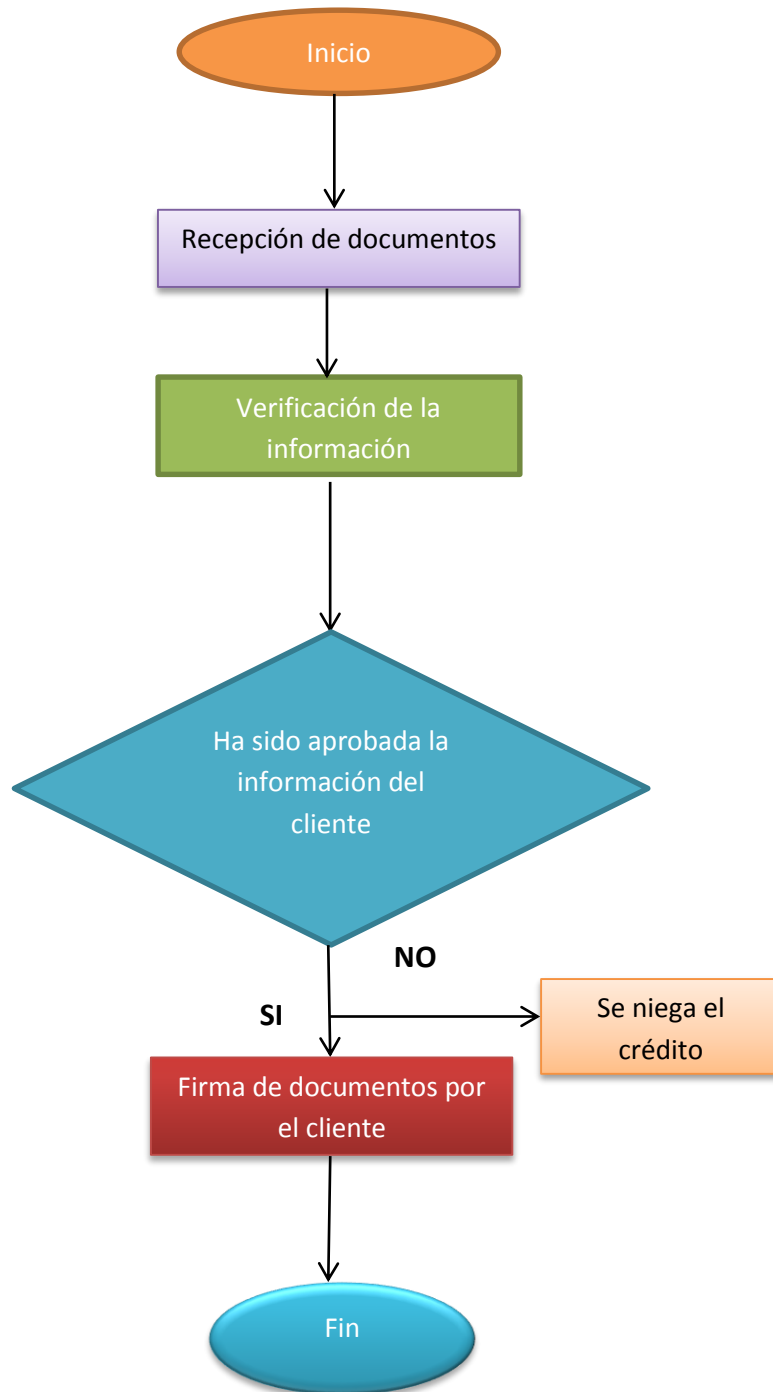 Inicio
Recepción de documentos
Verificación de la
información
Ha sido aprobada la
información del
cliente
NO
SI
Se niega el
crédito
Firma de documentos por
el cliente
Fin